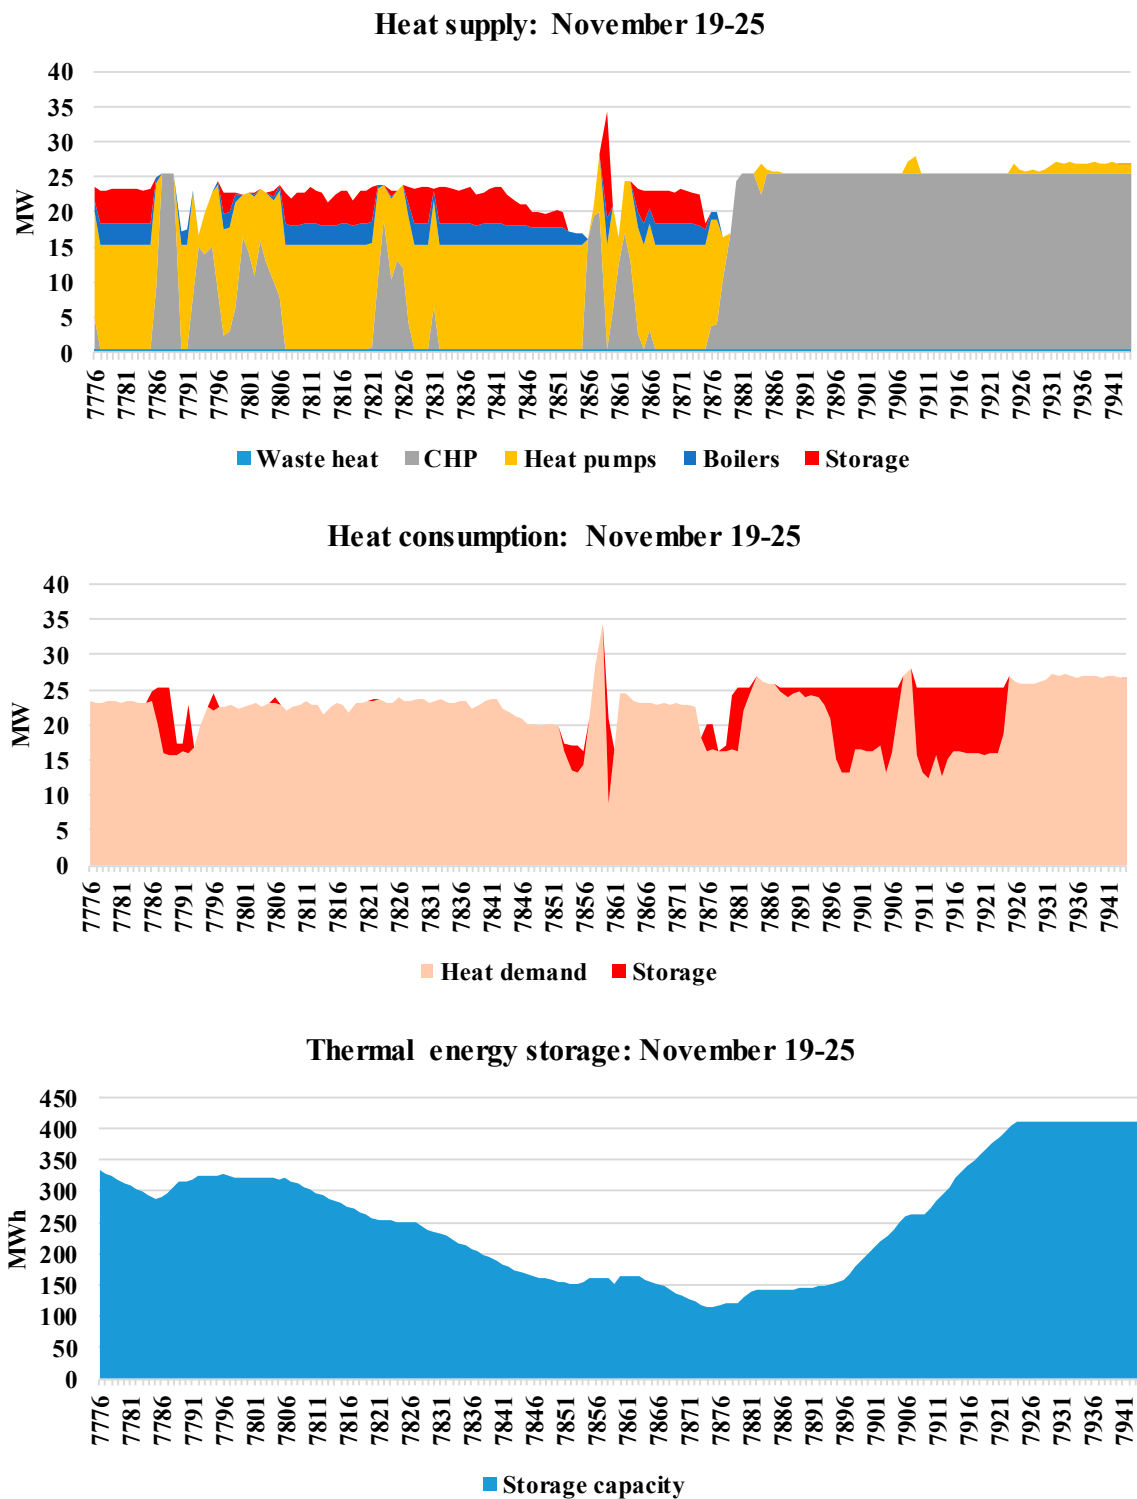 Heat supply: November 19-25
40
35
30
25
20
15
10
5
0
MW
7776 7781 7786 7791 7796 7801 7806 7811 7816 7821 7826 7831 7836 7841 7846 7851 7856 7861 7866 7871 7876 7881 7886 7891 7896 7901 7906 7911 7916 7921 7926 7931 7936 7941
Waste heat CHP Heat pumps Boilers Storage
Heat consumption: November 19-25
40
35
30
25
20
15
10
5
0
MW
7776 7781 7786 7791 7796 7801 7806 7811 7816 7821 7826 7831 7836 7841 7846 7851 7856 7861 7866 7871 7876 7881 7886 7891 7896 7901 7906 7911 7916 7921 7926 7931 7936 7941
Heat demand Storage
Thermal energy storage: November 19-25
450
400
350
300
250
200
150
100
50
0
MWh
7776 7781 7786 7791 7796 7801 7806 7811 7816 7821 7826 7831 7836 7841 7846 7851 7856 7861 7866 7871 7876 7881 7886 7891 7896 7901 7906 7911 7916 7921 7926 7931 7936 7941
Storage capacity